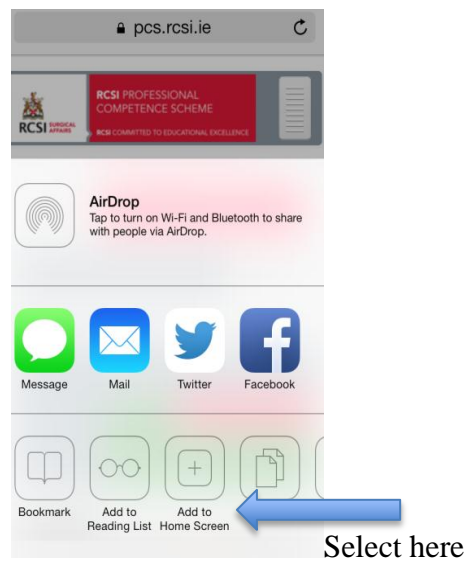 pcs.rcsi.ie
RCSI PROFESSIONAL
COMPETENCE SCHEME
RCSI SURGICAL
AFFAIRS
RCSI COMMITTED TO EDUCATIONAL EXCELLENCE
AirDrop
Tap to turn on Wi-Fi and Bluetooth to share
with people via AirDrop.
Message Mail Twitter Facebook
Bookmark Add to Add to
Reading List Home Screen
Select here